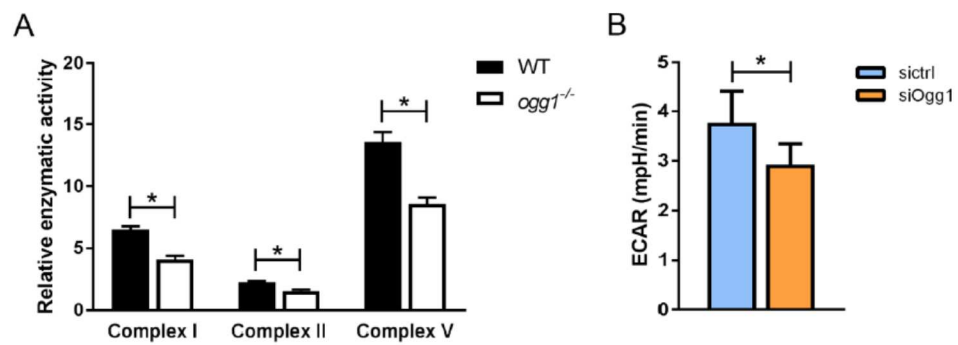 A
Relative enzymatic activity
20
15
10
5
0
*
*
*
Complex I
Complex II
Complex V
WT
ogg1-/-
B
ECAR (mpH/min)
5
4
3
2
1
0
*
sictrl
siOgg1